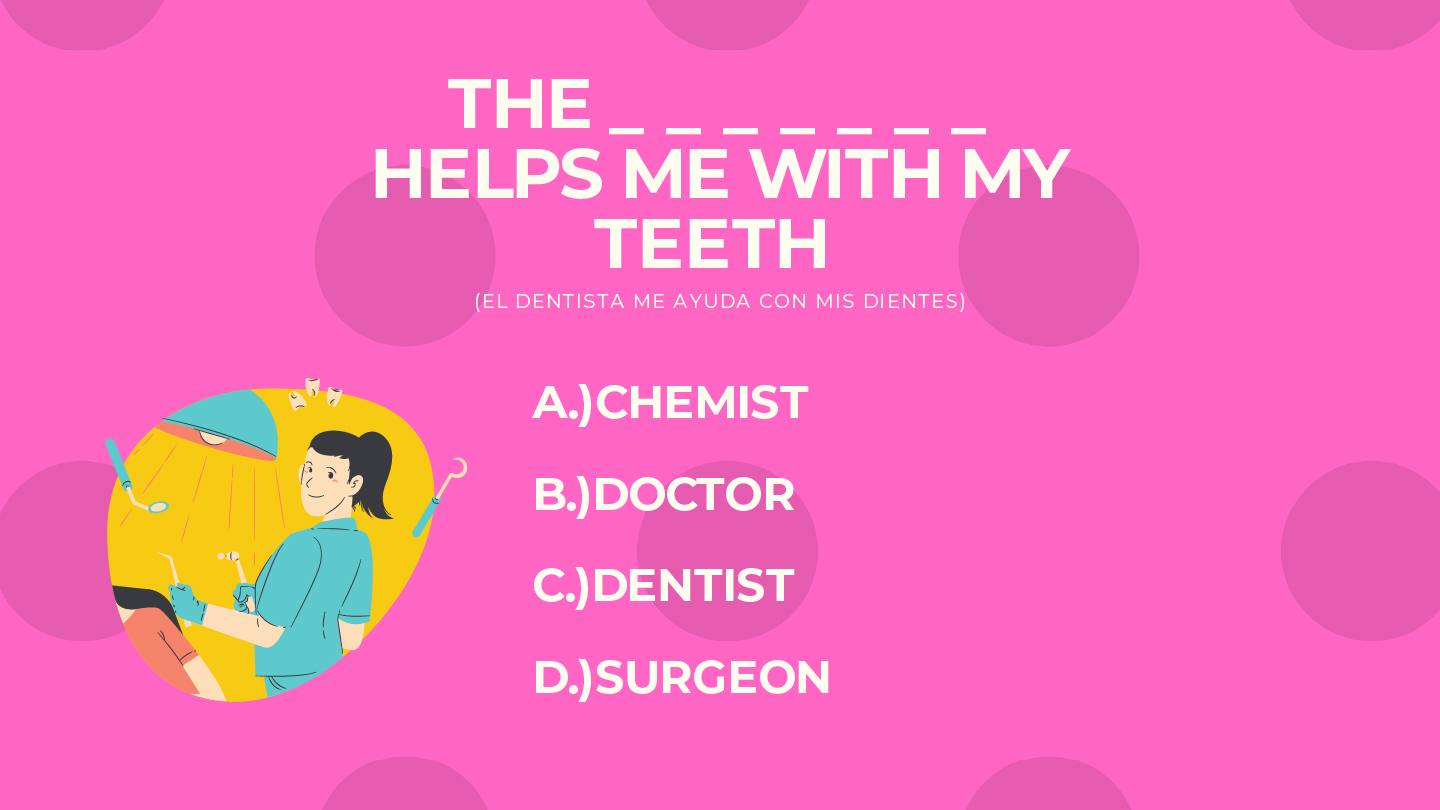 THE _ _ _ _ _ _ _
HELPS ME WITH MY
TEETH
(EL DENTISTA ME AYUDA CON MIS DIENTES)
A.)CHEMIST
B.)DOCTOR
C.)DENTIST
D.)SURGEON